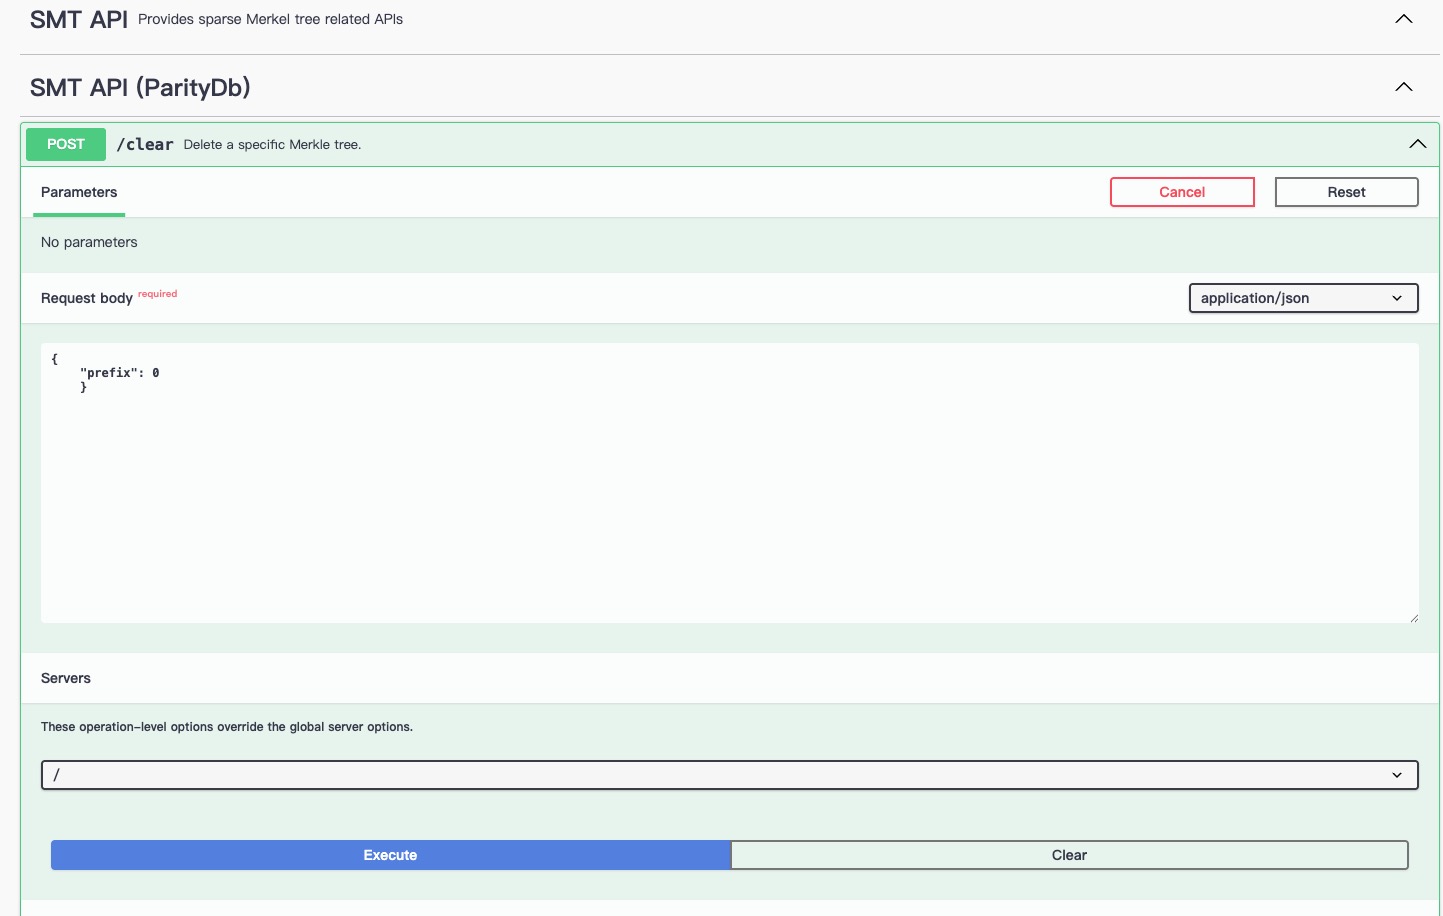 SMT API Provides sparse Merkel tree related APIs
SMT API (ParityDb)
POST /clear Delete a specific Merkle tree.
Parameters Cancel Reset
No parameters
Request body required application/json
{
"prefix": 0
}
Servers
These operation-level options override the global server options.
/
Execute Clear